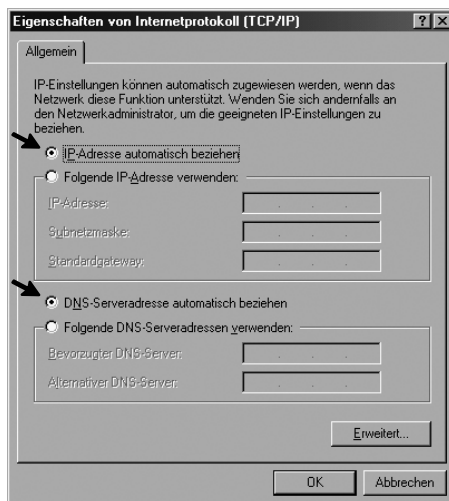 Eigenschaften von Internetprotokoll (TCP/IP)
Allgemein
IP-Einstellungen können automatisch zugewiesen werden, wenn das
Netzwerk diese Funktion unterstützt. Wenden Sie sich andernfalls an
den Netzwerkadministrator, um die geeigneten IP-Einstellungen zu
beziehen.
IP-Adresse automatisch beziehen
Folgende IP-Adresse verwenden:
IP-Adresse:
Subnetzmaske:
Standardgateway:
DNS-Serveradresse automatisch beziehen
Folgende DNS-Serveradressen verwenden:
Bevorzugter DNS-Server:
Alternativer DNS-Server:
Erweitert...
OK
Abbrechen